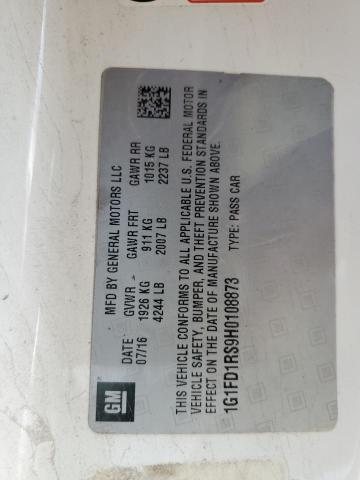 GM
MFD BY GENERAL MOTORS LLC
DATE GVWR GAWR FRT GAWR RR
07/16 1926 KG 911 KG 1015 KG
4244 LB 2007 LB 2237 LB
THIS VEHICLE CONFORMS TO ALL APPLICABLE U.S. FEDERAL MOTOR
VEHICLE SAFETY, BUMPER, AND THEFT PREVENTION STANDARDS IN
EFFECT ON THE DATE OF MANUFACTURE SHOWN ABOVE.
1G1FD1RS9H0108873 TYPE: PASS CAR